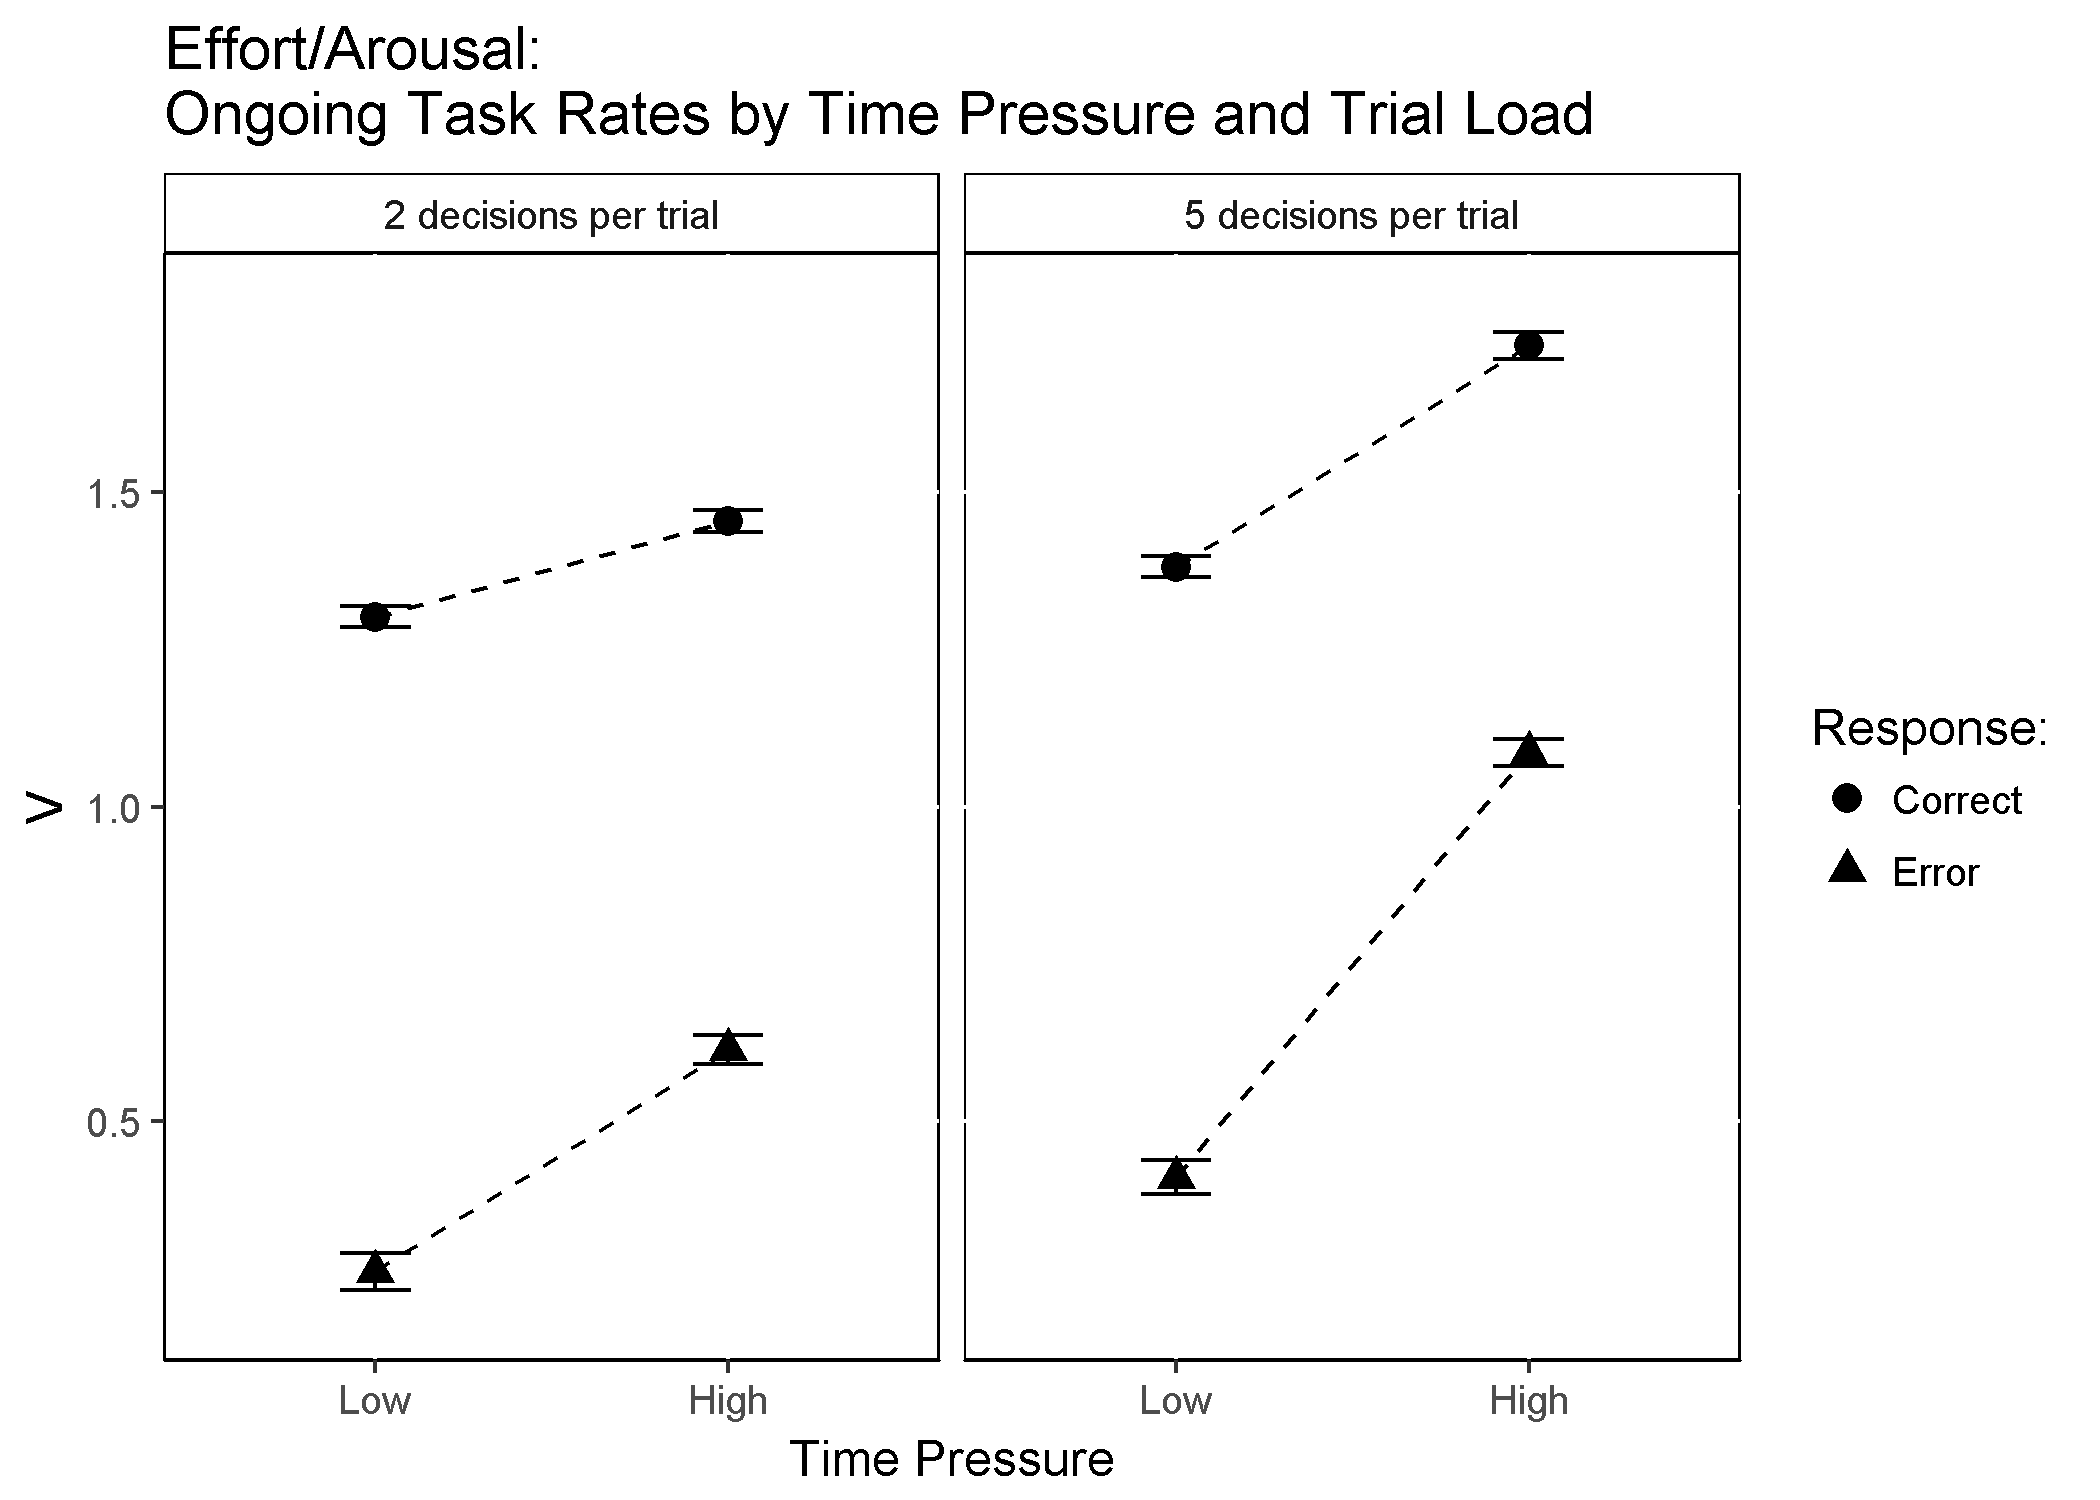 Effort/Arousal:
Ongoing Task Rates by Time Pressure and Trial Load
2 decisions per trial
5 decisions per trial
1.5
1.0
0.5
V
Low
High
Low
High
Time Pressure
Response:
Correct
Error